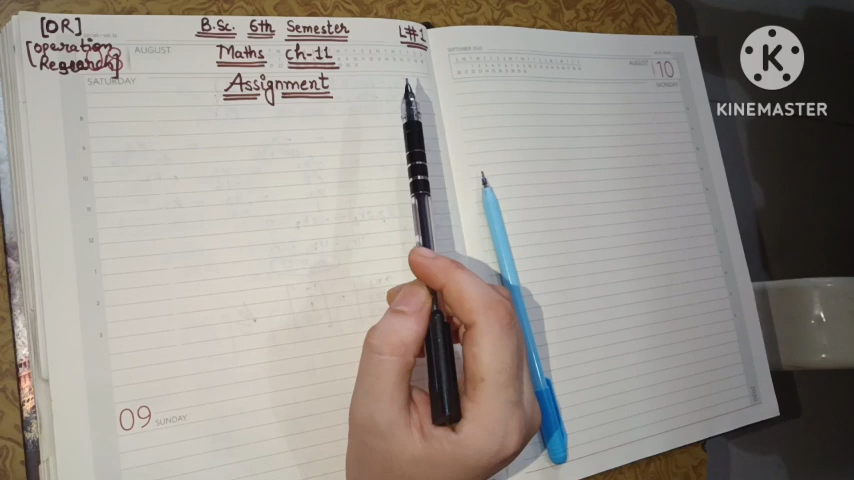 [OR]
[operation
Research]
B.Sc. 6th Semester
Maths ch-11
Assignment
L#1
AUGUST
SATURDAY
09 SUNDAY
AUGUST 10
MONDAY
K
KINEMASTER